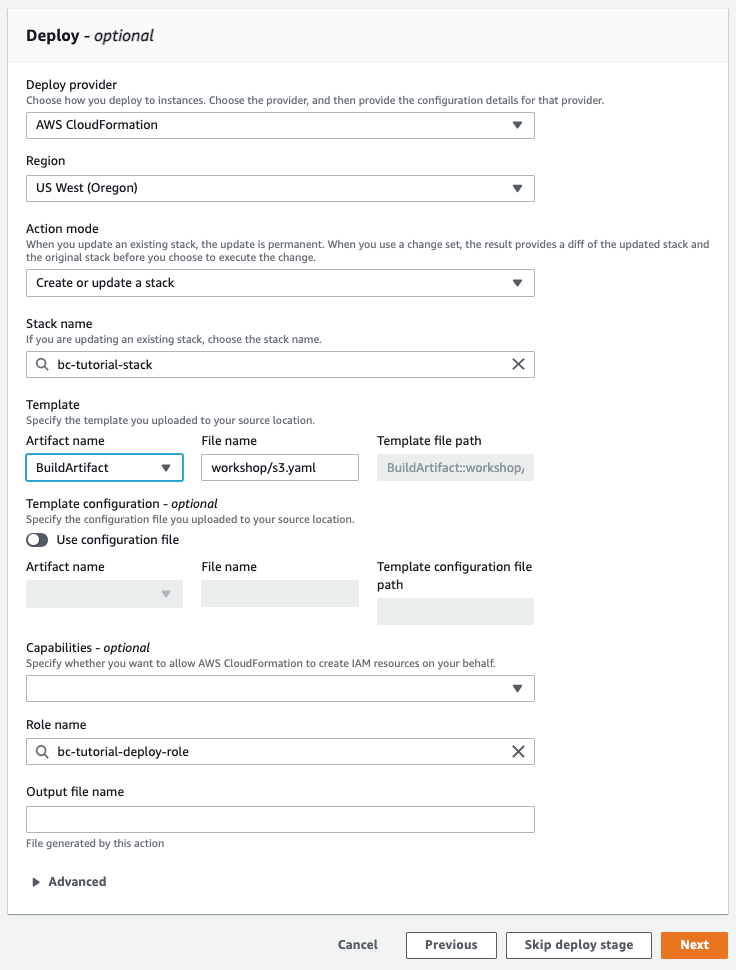 Deploy - optional
Deploy provider
Choose how you deploy to instances. Choose the provider, and then provide the configuration details for that provider.
AWS CloudFormation
Region
US West (Oregon)
Action mode
When you update an existing stack, the update is permanent. When you use a change set, the result provides a diff of the updated stack and
the original stack before you choose to execute the change.
Create or update a stack
Stack name
If you are updating an existing stack, choose the stack name.
bc-tutorial-stack
Template
Specify the template you uploaded to your source location.
Artifact name File name Template file path
BuildArtifact workshop/s3.yaml BuildArtifact::workshop/
Template configuration - optional
Specify the configuration file you uploaded to your source location.
Use configuration file
Artifact name File name Template configuration file
path
Capabilities - optional
Specify whether you want to allow AWS CloudFormation to create IAM resources on your behalf.
Role name
bc-tutorial-deploy-role
Output file name
File generated by this action
Advanced
Cancel Previous Skip deploy stage Next